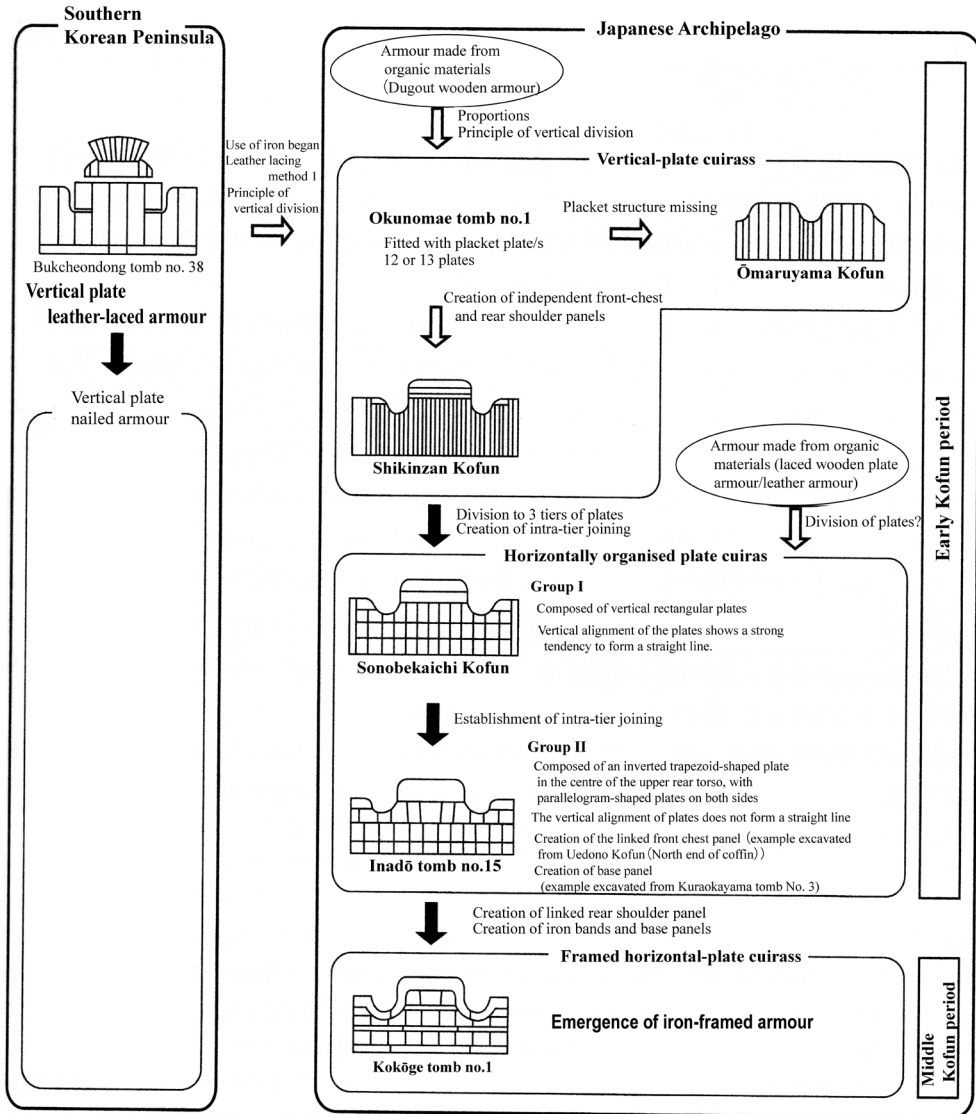 Southern
Korean Peninsula
Bukcheondong tomb no. 38
Vertical plate
leather-laced armour
Vertical plate
nailed armour
Use of iron began
Leather lacing
method 1
Principle of
vertical division
Japanese Archipelago
Armour made from
organic materials
(Dugout wooden armour)
Proportions
Principle of vertical division
Vertical-plate cuirass
Okunomae tomb no.1
Fitted with placket plate/s
12 or 13 plates
Placket structure missing
Ōmaruyama Kofun
Creation of independent front-chest
and rear shoulder panels
Shikinzan Kofun
Armour made from organic
materials (laced wooden plate
armour/leather armour)
Division to 3 tiers of plates
Creation of intra-tier joining
Division of plates?
Horizontally organised plate cuiras
Group I
Composed of vertical rectangular plates
Vertical alignment of the plates shows a strong
tendency to form a straight line.
Sonobekaichi Kofun
Establishment of intra-tier joining
Group II
Composed of an inverted trapezoid-shaped plate
in the centre of the upper rear torso, with
parallelogram-shaped plates on both sides
The vertical alignment of plates does not form a straight line
Creation of the linked front chest panel (example excavated
from Uedono Kofun (North end of coffin))
Creation of base panel
(example excavated from Kuraokayama tomb No. 3)
Inadō tomb no.15
Creation of linked rear shoulder panel
Creation of iron bands and base panels
Framed horizontal-plate cuirass
Emergence of iron-framed armour
Kokōge tomb no.1
Early Kofun period
Middle
Kofun period